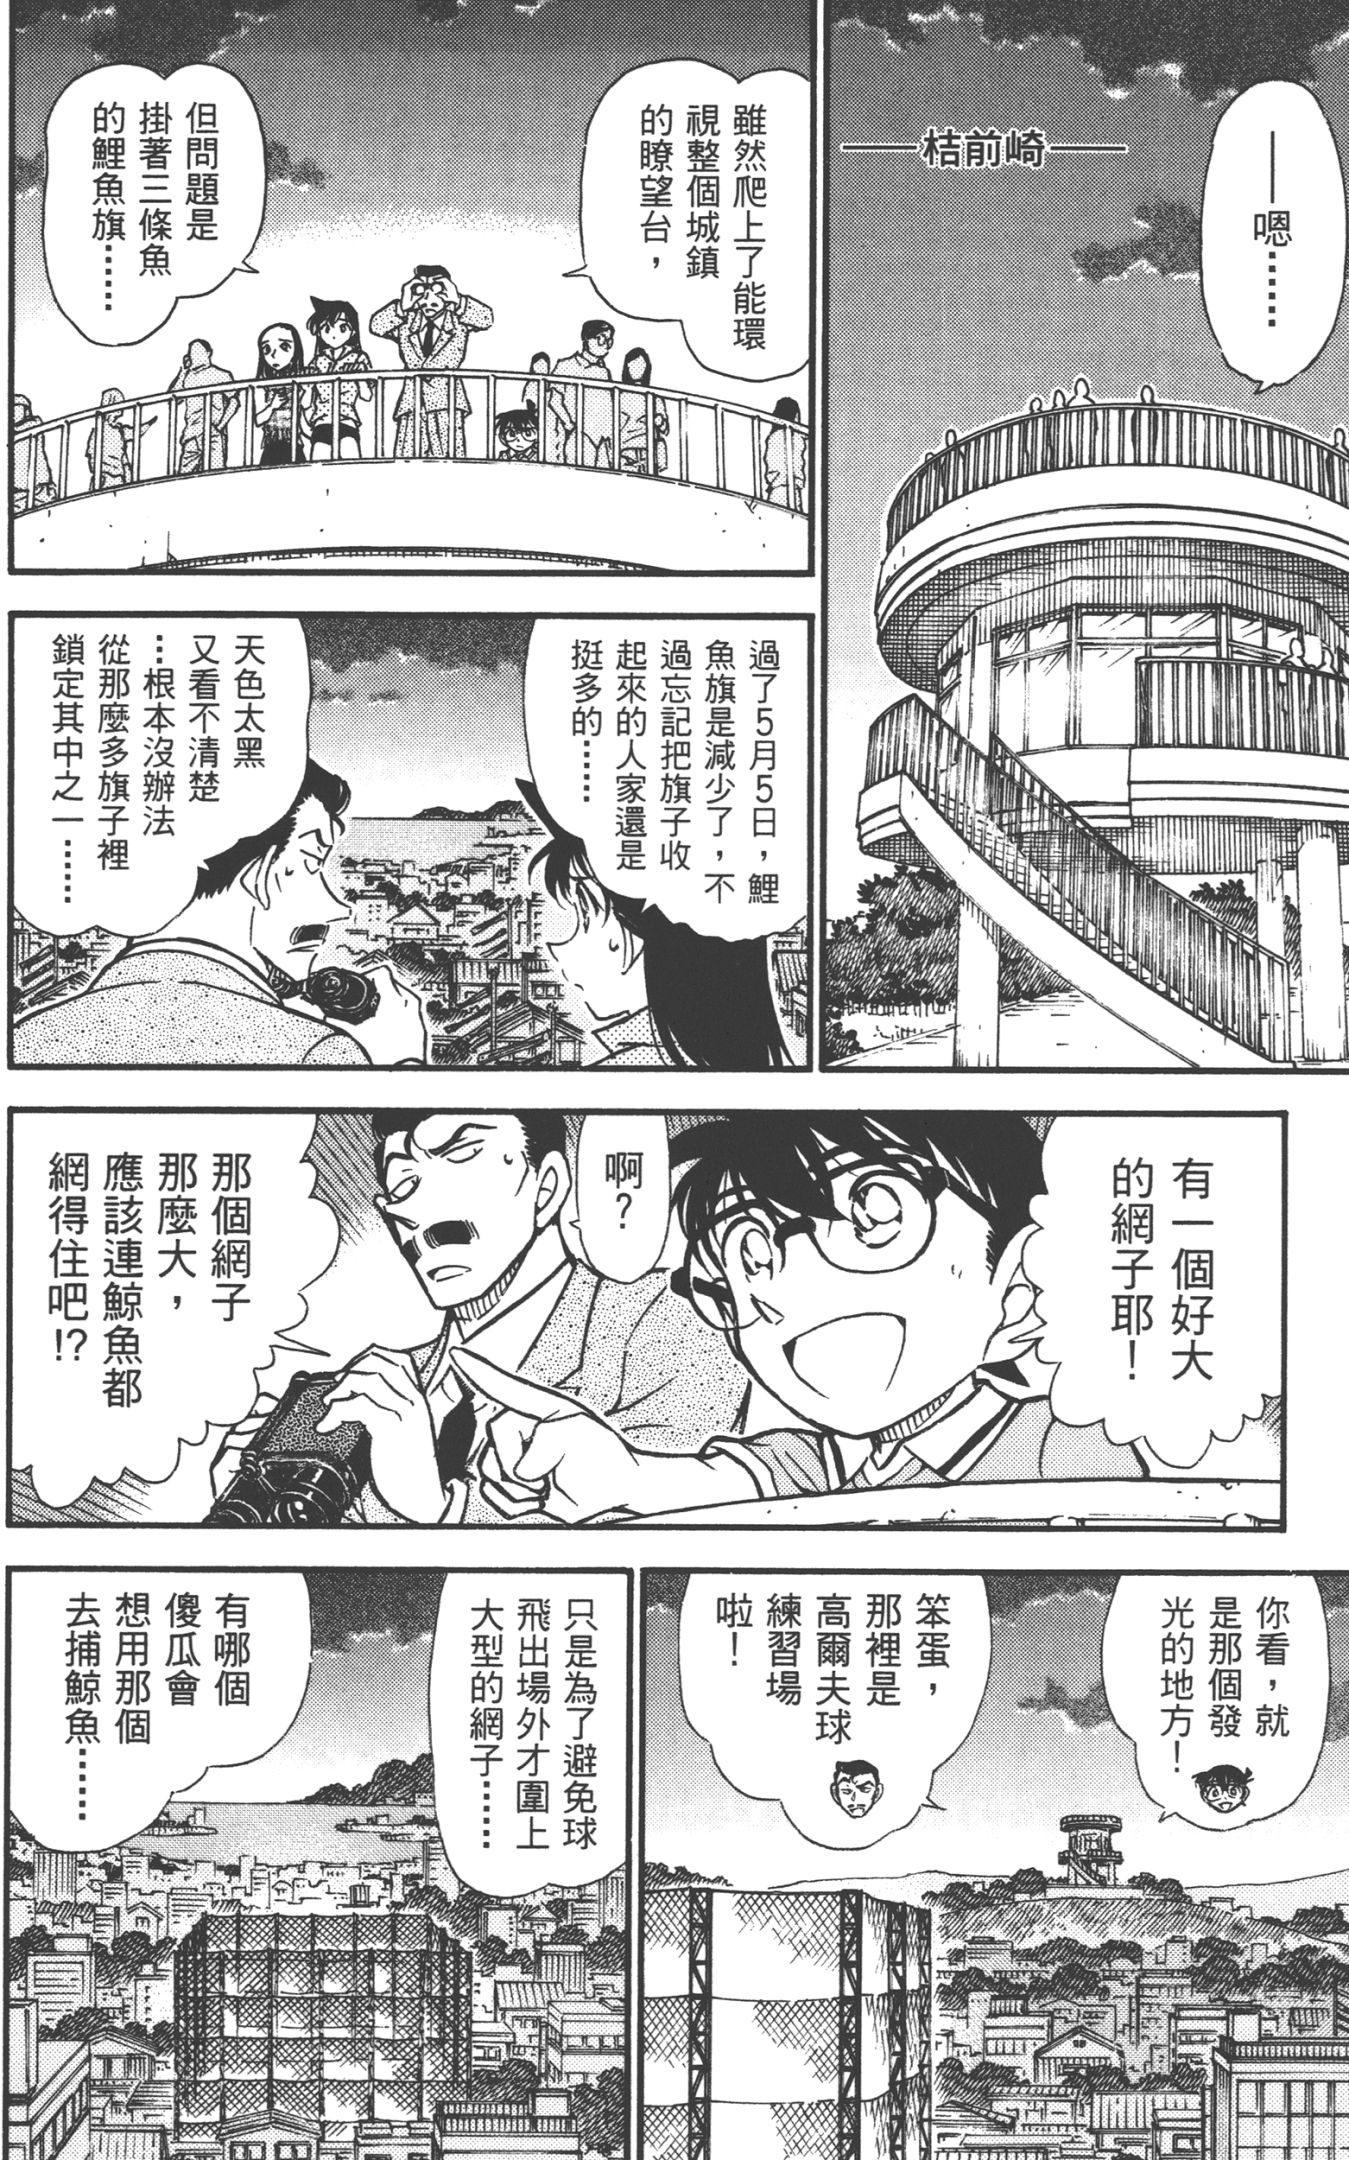 ——嗯……
——桔前崎——
雖然爬上了能環
視整個城鎮
的瞭望台，
但問題是
掛著三條魚
的鯉魚旗……
過了5月5日，鯉
魚旗是減少了，不
過忘記把旗子收
起來的人家還是
挺多的……
天色太黑
又看不清楚
…根本沒辦法
從那麼多旗子裡
鎖定其中之一……
有一個好大
的網子耶！
啊？
那個網子
那麼大，
應該連鯨魚都
網得住吧!?
你看，就
是那個發
光的地方！
笨蛋，
那裡是
高爾夫球
練習場
啦！
只是為了避免球
飛出場外才圍上
大型的網子……
有哪個
傻瓜會
想用那個
去捕鯨魚……